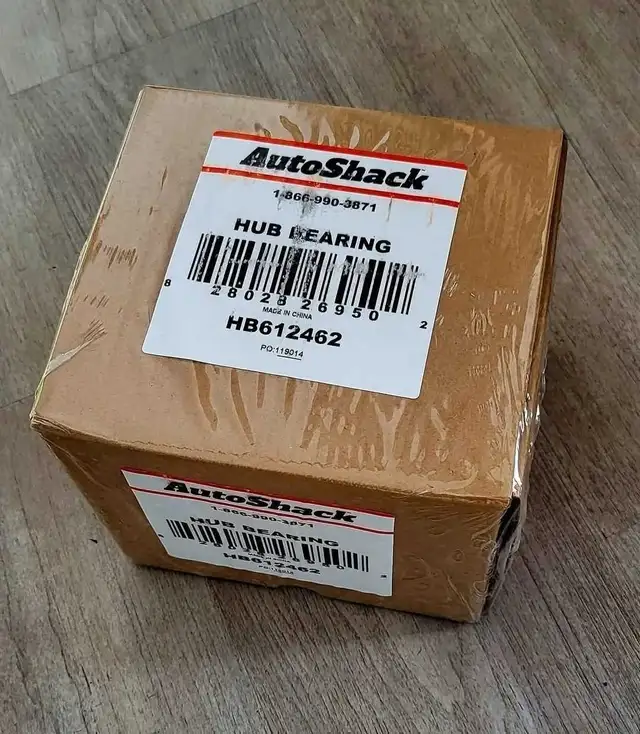 AutoShack
1-866-990-3871
HUB BEARING
8 28028 26950 2
MADE IN CHINA
HB612462
PO:119014
AutoShack
1-866-990-3871
HUB BEARING
HB612462